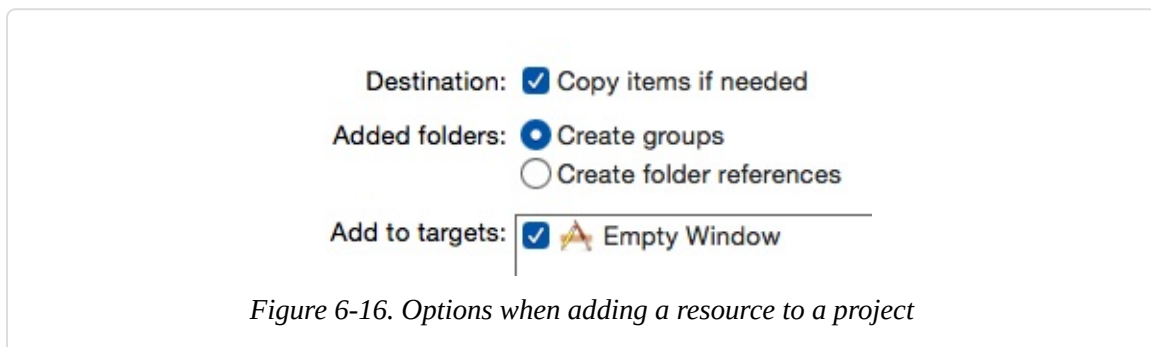 Destination: Copy items if needed
Added folders: Create groups
Create folder references
Add to targets: Empty Window
Figure 6-16. Options when adding a resource to a project